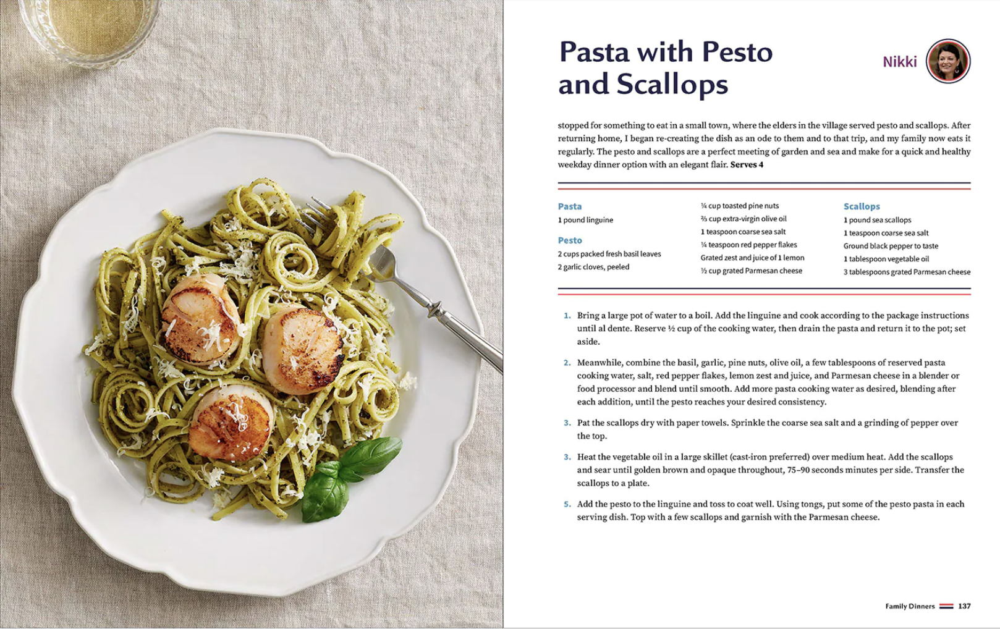 Pasta with Pesto
and Scallops
Nikki
stopped for something to eat in a small town, where the elders in the village served pesto and scallops. After
returning home, I began re-creating the dish as an ode to them and to that trip, and my family now eats it
regularly. The pesto and scallops are a perfect meeting of garden and sea and make for a quick and healthy
weekday dinner option with an elegant flair. Serves 4
Pasta
1 pound linguine
Pesto
2 cups packed fresh basil leaves
2 garlic cloves, peeled
¼ cup toasted pine nuts
⅔ cup extra-virgin olive oil
1 teaspoon coarse sea salt
¼ teaspoon red pepper flakes
Grated zest and juice of 1 lemon
½ cup grated Parmesan cheese
Scallops
1 pound sea scallops
1 teaspoon coarse sea salt
Ground black pepper to taste
1 tablespoon vegetable oil
3 tablespoons grated Parmesan cheese
1. Bring a large pot of water to a boil. Add the linguine and cook according to the package instructions
until al dente. Reserve ½ cup of the cooking water, then drain the pasta and return it to the pot; set
aside.
2. Meanwhile, combine the basil, garlic, pine nuts, olive oil, a few tablespoons of reserved pasta
cooking water, salt, red pepper flakes, lemon zest and juice, and Parmesan cheese in a blender or
food processor and blend until smooth. Add more pasta cooking water as desired, blending after
each addition, until the pesto reaches your desired consistency.
3. Pat the scallops dry with paper towels. Sprinkle the coarse sea salt and a grinding of pepper over
the top.
3. Heat the vegetable oil in a large skillet (cast-iron preferred) over medium heat. Add the scallops
and sear until golden brown and opaque throughout, 75–90 seconds minutes per side. Transfer the
scallops to a plate.
5. Add the pesto to the linguine and toss to coat well. Using tongs, put some of the pesto pasta in each
serving dish. Top with a few scallops and garnish with the Parmesan cheese.
Family Dinners 137